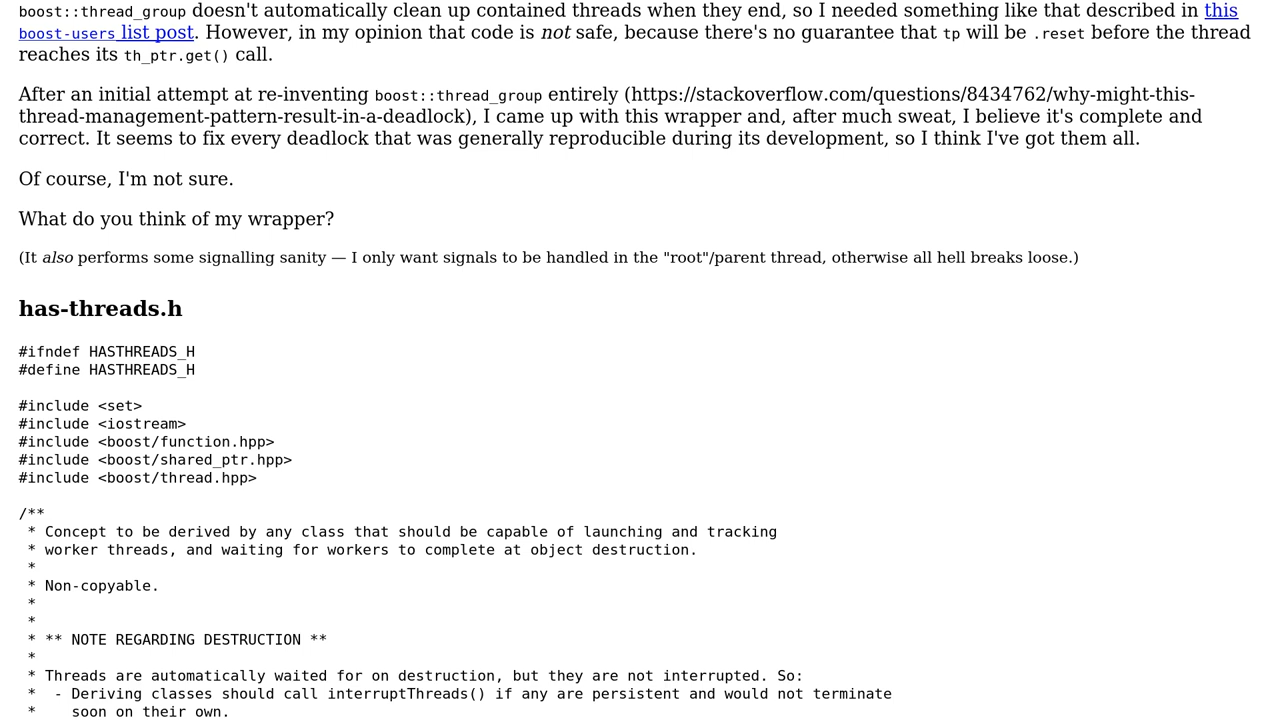 boost::thread_group doesn't automatically clean up contained threads when they end, so I needed something like that described in this
boost-users list post. However, in my opinion that code is not safe, because there's no guarantee that tp will be .reset before the thread
reaches its th_ptr.get() call.
After an initial attempt at re-inventing boost::thread_group entirely (https://stackoverflow.com/questions/8434762/why-might-this-
thread-management-pattern-result-in-a-deadlock), I came up with this wrapper and, after much sweat, I believe it's complete and
correct. It seems to fix every deadlock that was generally reproducible during its development, so I think I've got them all.
Of course, I'm not sure.
What do you think of my wrapper?
(It also performs some signalling sanity — I only want signals to be handled in the "root"/parent thread, otherwise all hell breaks loose.)
has-threads.h
#ifndef HASTHREADS_H
#define HASTHREADS_H
#include <set>
#include <iostream>
#include <boost/function.hpp>
#include <boost/shared_ptr.hpp>
#include <boost/thread.hpp>
/**
 * Concept to be derived by any class that should be capable of launching and tracking
 * worker threads, and waiting for workers to complete at object destruction.
 *
 * Non-copyable.
 *
 *
 * ** NOTE REGARDING DESTRUCTION **
 *
 * Threads are automatically waited for on destruction, but they are not interrupted. So:
 *  - Deriving classes should call interruptThreads() if any are persistent and would not terminate
 *    soon on their own.